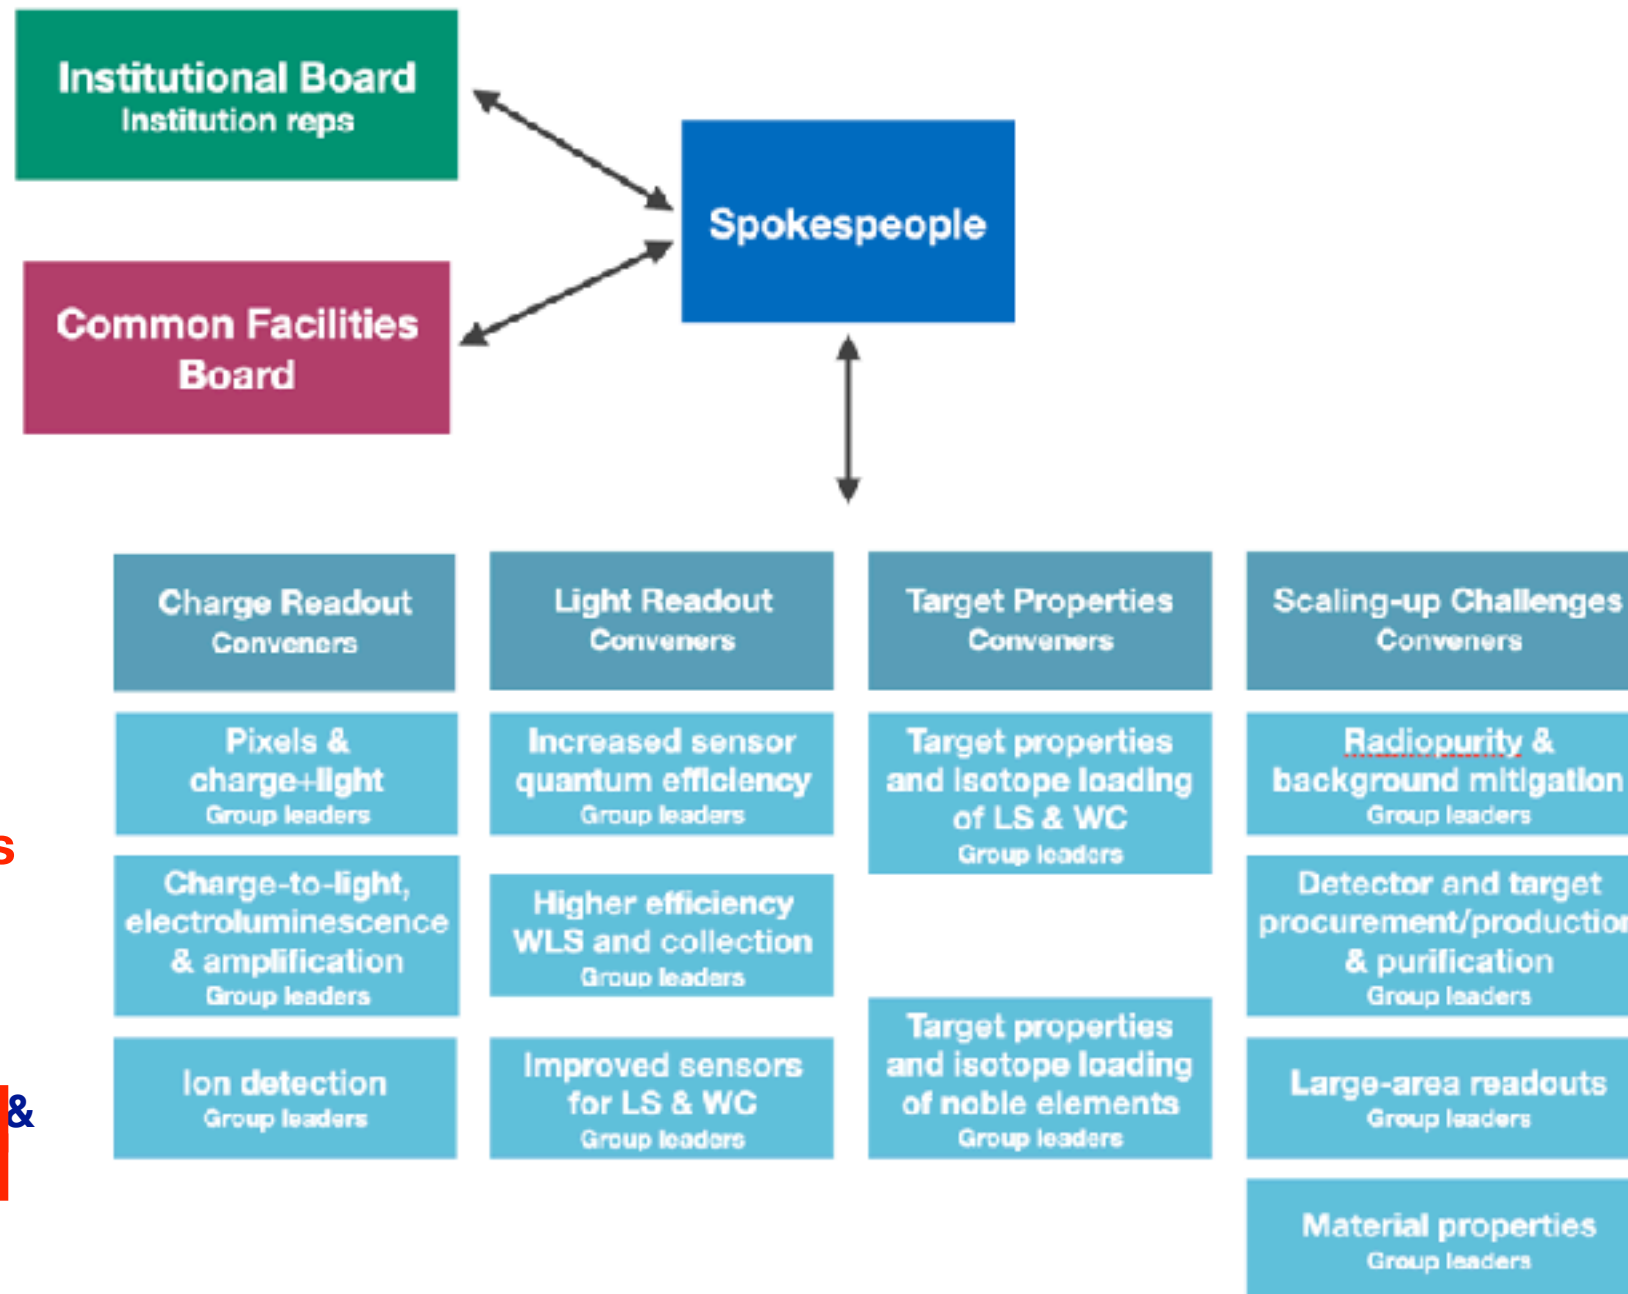 Institutional Board
Institution reps
Spokespeople
Common Facilities
Board
Charge Readout
Conveners
Pixels &
charge+light
Group leaders
Charge-to-light,
electroluminescence
& amplification
Group leaders
Ion detection
Group leaders
Light Readout
Conveners
Increased sensor
quantum efficiency
Group leaders
Higher efficiency
WLS and collection
Group leaders
Improved sensors
for LS & WC
Group leaders
Target Properties
Conveners
Target properties
and isotope loading
of LS & WC
Group leaders
Target properties
and isotope loading
of noble elements
Group leaders
Scaling-up Challenges
Conveners
Radiopurity &
background mitigation
Group leaders
Detector and target
procurement/production
& purification
Group leaders
Large-area readouts
Group leaders
Material properties
Group leaders
s
&